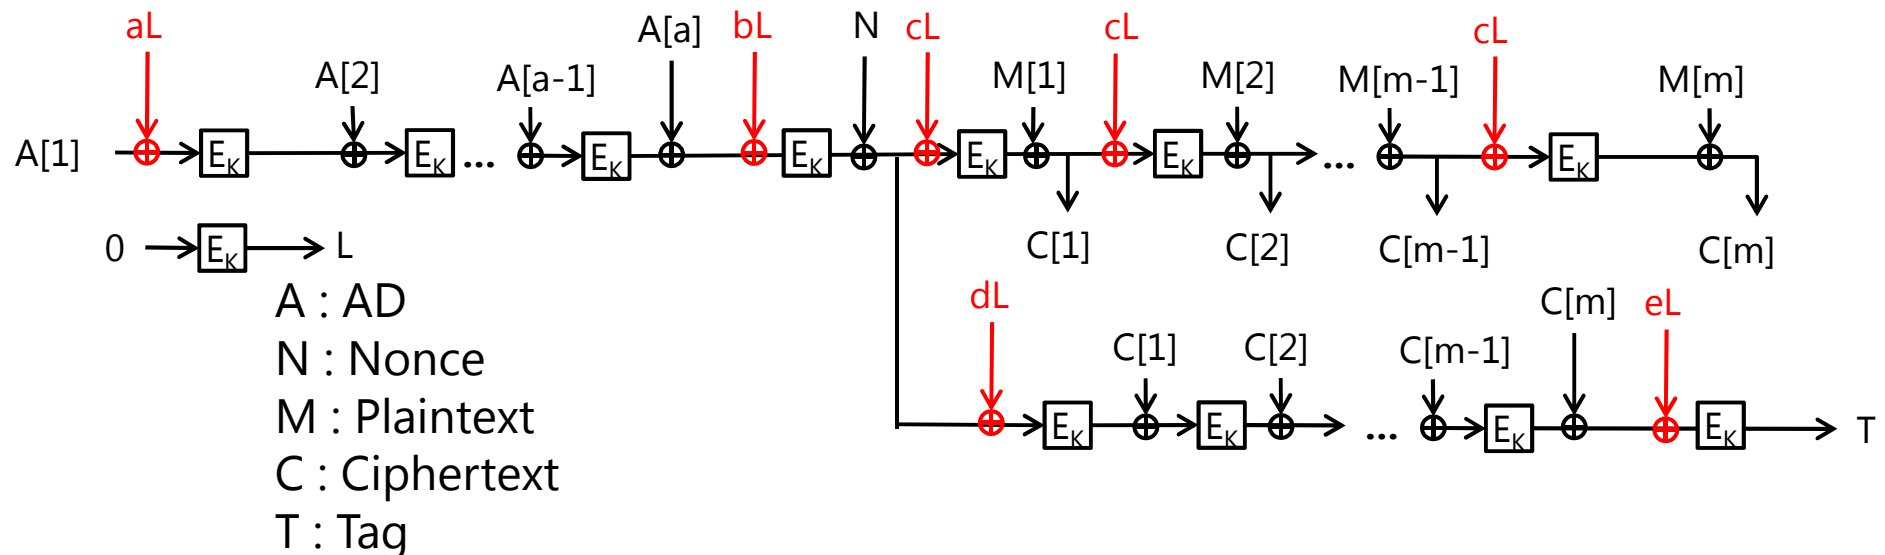 aL
A[2]
A[a-1]
A[a]
bL
N
cL
M[1]
cL
M[2]
M[m-1]
cL
M[m]
A[1]
E_K
E_K
...
E_K
E_K
E_K
E_K
...
E_K
C[1]
C[2]
C[m-1]
C[m]
0
E_K
L
A : AD
N : Nonce
M : Plaintext
C : Ciphertext
T : Tag
dL
C[1]
C[2]
C[m-1]
C[m]
eL
E_K
E_K
...
E_K
E_K
T